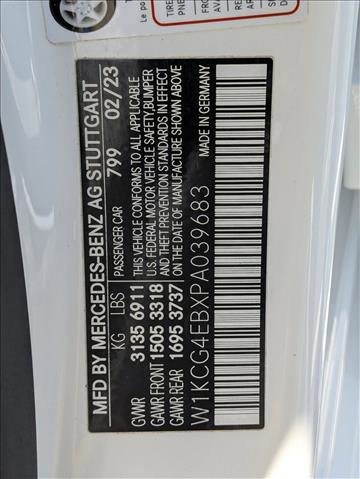 MFD BY MERCEDES-BENZ AG STUTTGART
799 02/23
PASSENGER CAR
KG LBS
GVWR 3135 6911
GAWR FRONT 1505 3318
GAWR REAR 1695 3737
THIS VEHICLE CONFORMS TO ALL APPLICABLE
U.S. FEDERAL MOTOR VEHICLE SAFETY, BUMPER
AND THEFT PREVENTION STANDARDS IN EFFECT
ON THE DATE OF MANUFACTURE SHOWN ABOVE
MADE IN GERMANY
W1KCG4EBXPA039683